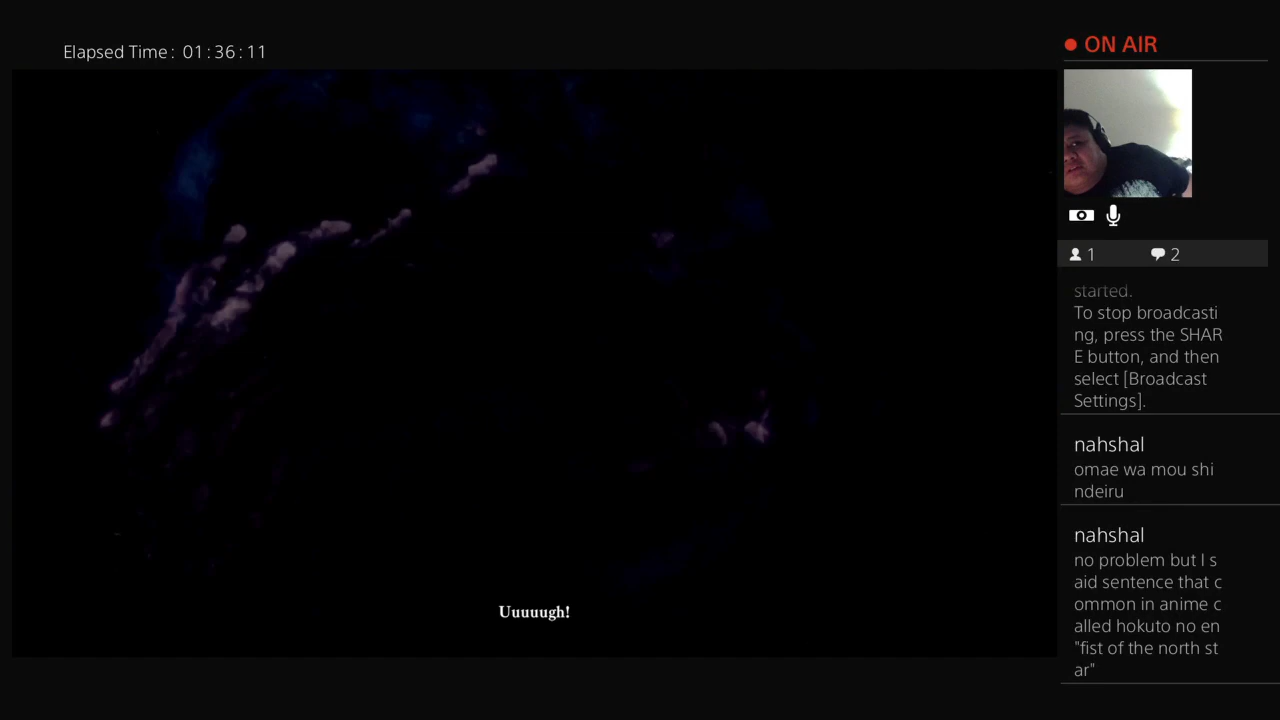 Elapsed Time: 01:36:11
ON AIR
1 2
started.
To stop broadcasti
ng, press the SHAR
E button, and then
select [Broadcast
Settings].
nahshal
omae wa mou shi
ndeiru
nahshal
no problem but I s
aid sentence that c
ommon in anime c
alled hokuto no en
"fist of the north st
ar"
Uuuuugh!